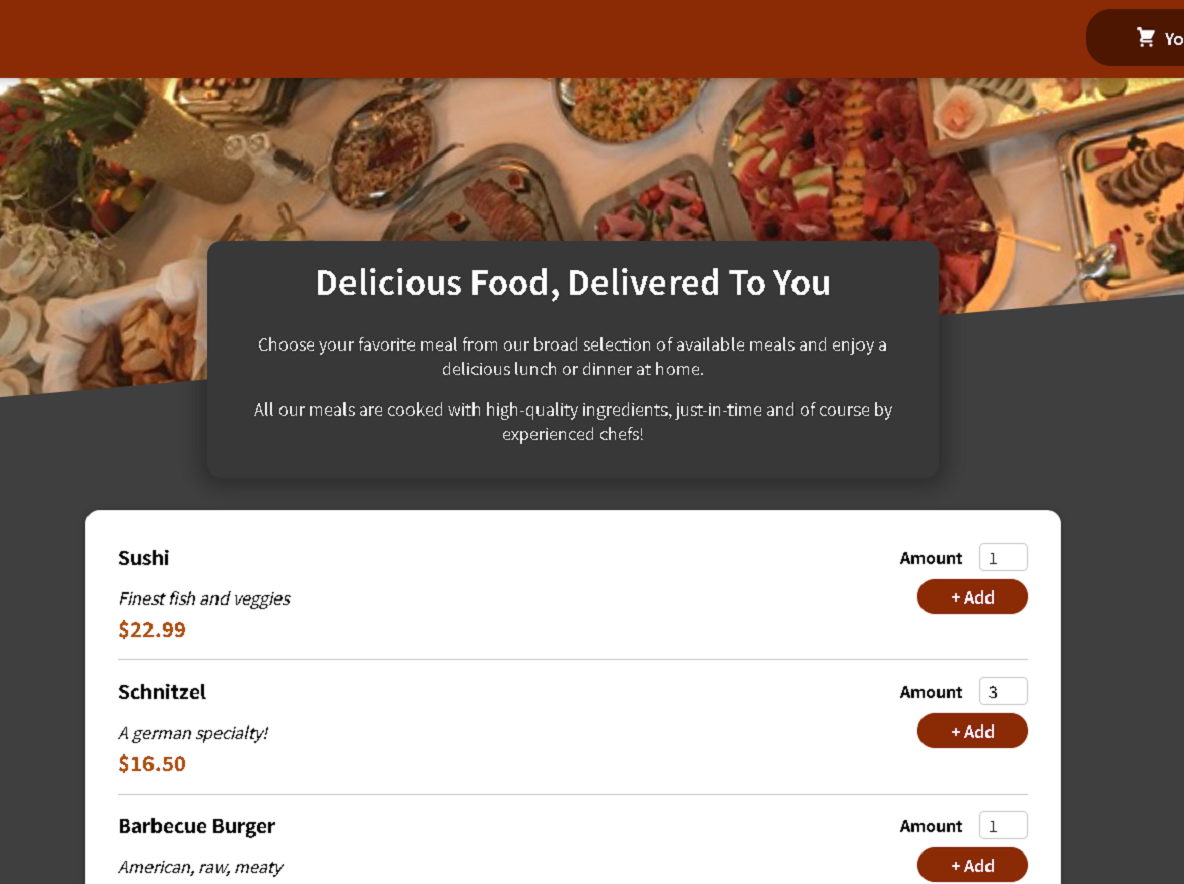 Yo
Delicious Food, Delivered To You
Choose your favorite meal from our broad selection of available meals and enjoy a
delicious lunch or dinner at home.
All our meals are cooked with high-quality ingredients, just-in-time and of course by
experienced chefs!
Sushi
Amount 1
Finest fish and veggies
+ Add
$22.99
Schnitzel
Amount 3
A german specialty!
+ Add
$16.50
Barbecue Burger
Amount 1
American, raw, meaty
+ Add